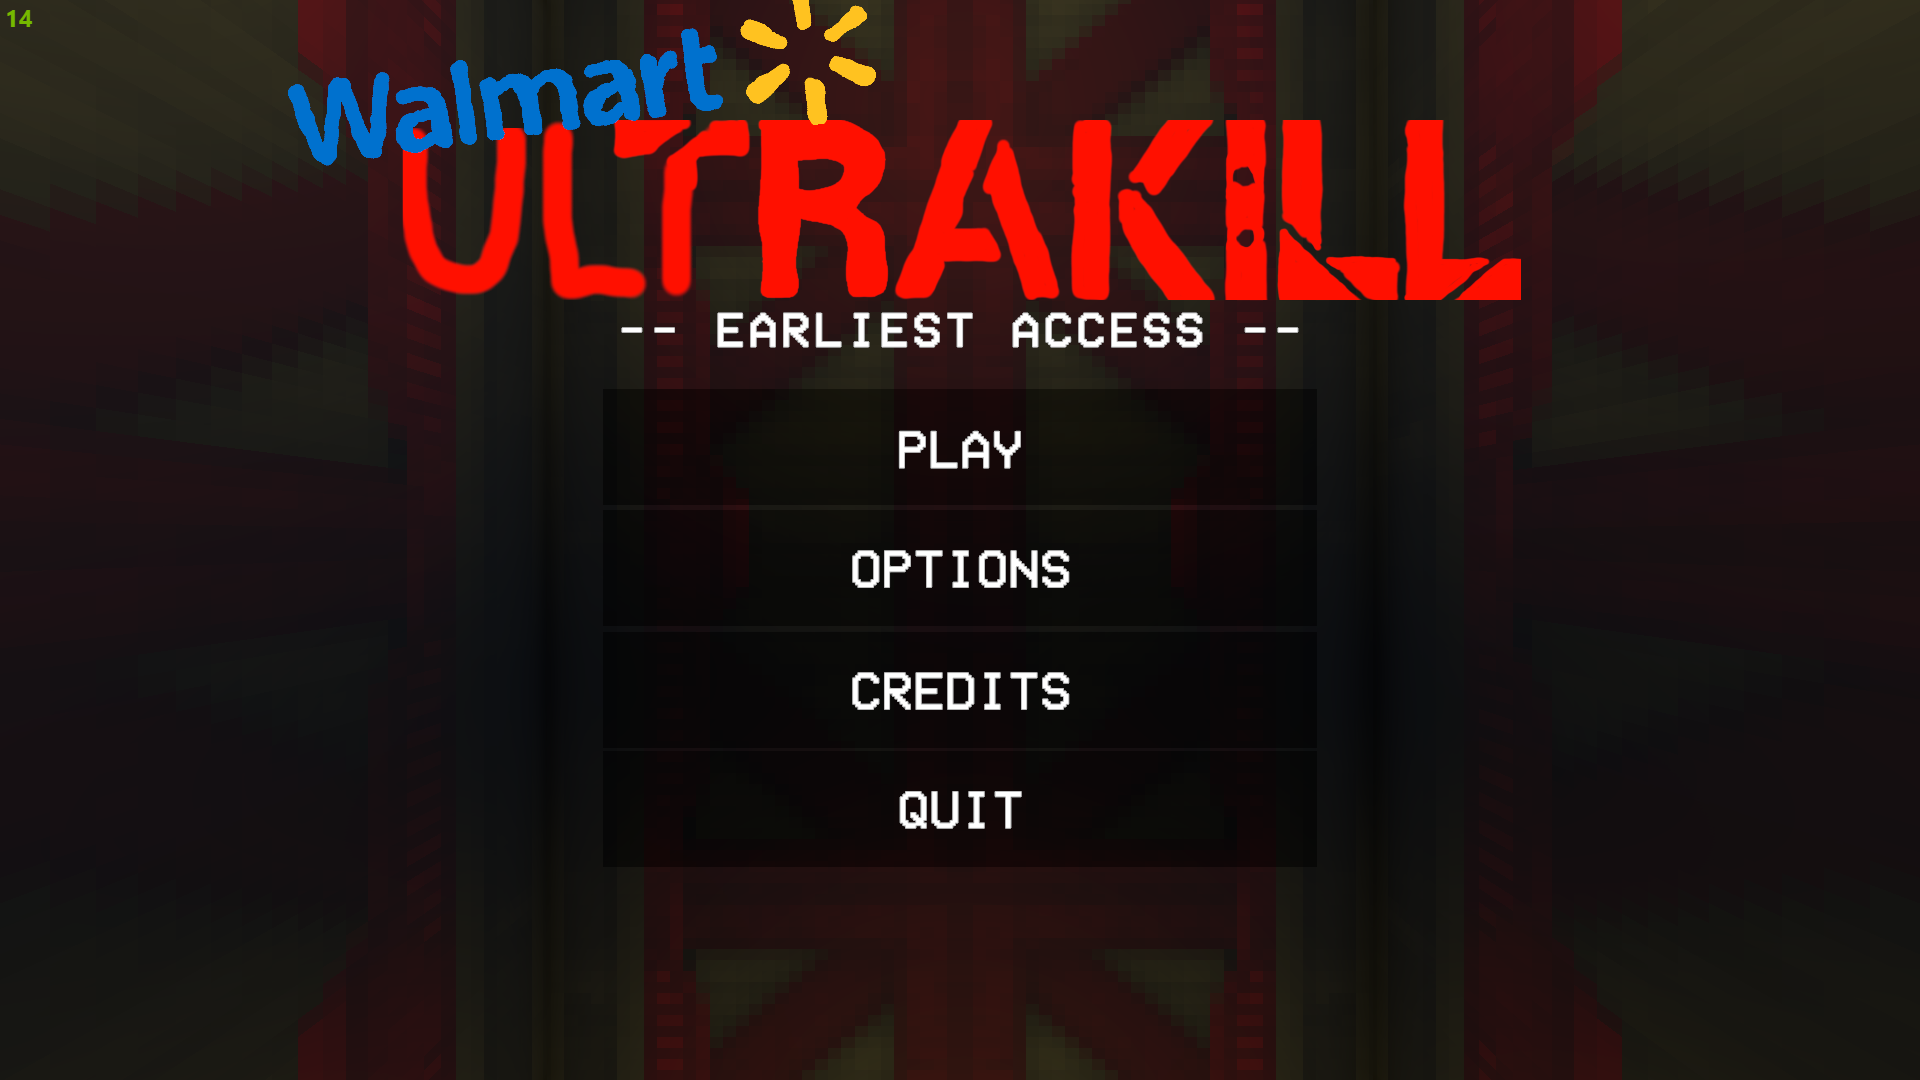 14
Walmart
ULTRAKILL
-- EARLIEST ACCESS --
PLAY
OPTIONS
CREDITS
QUIT